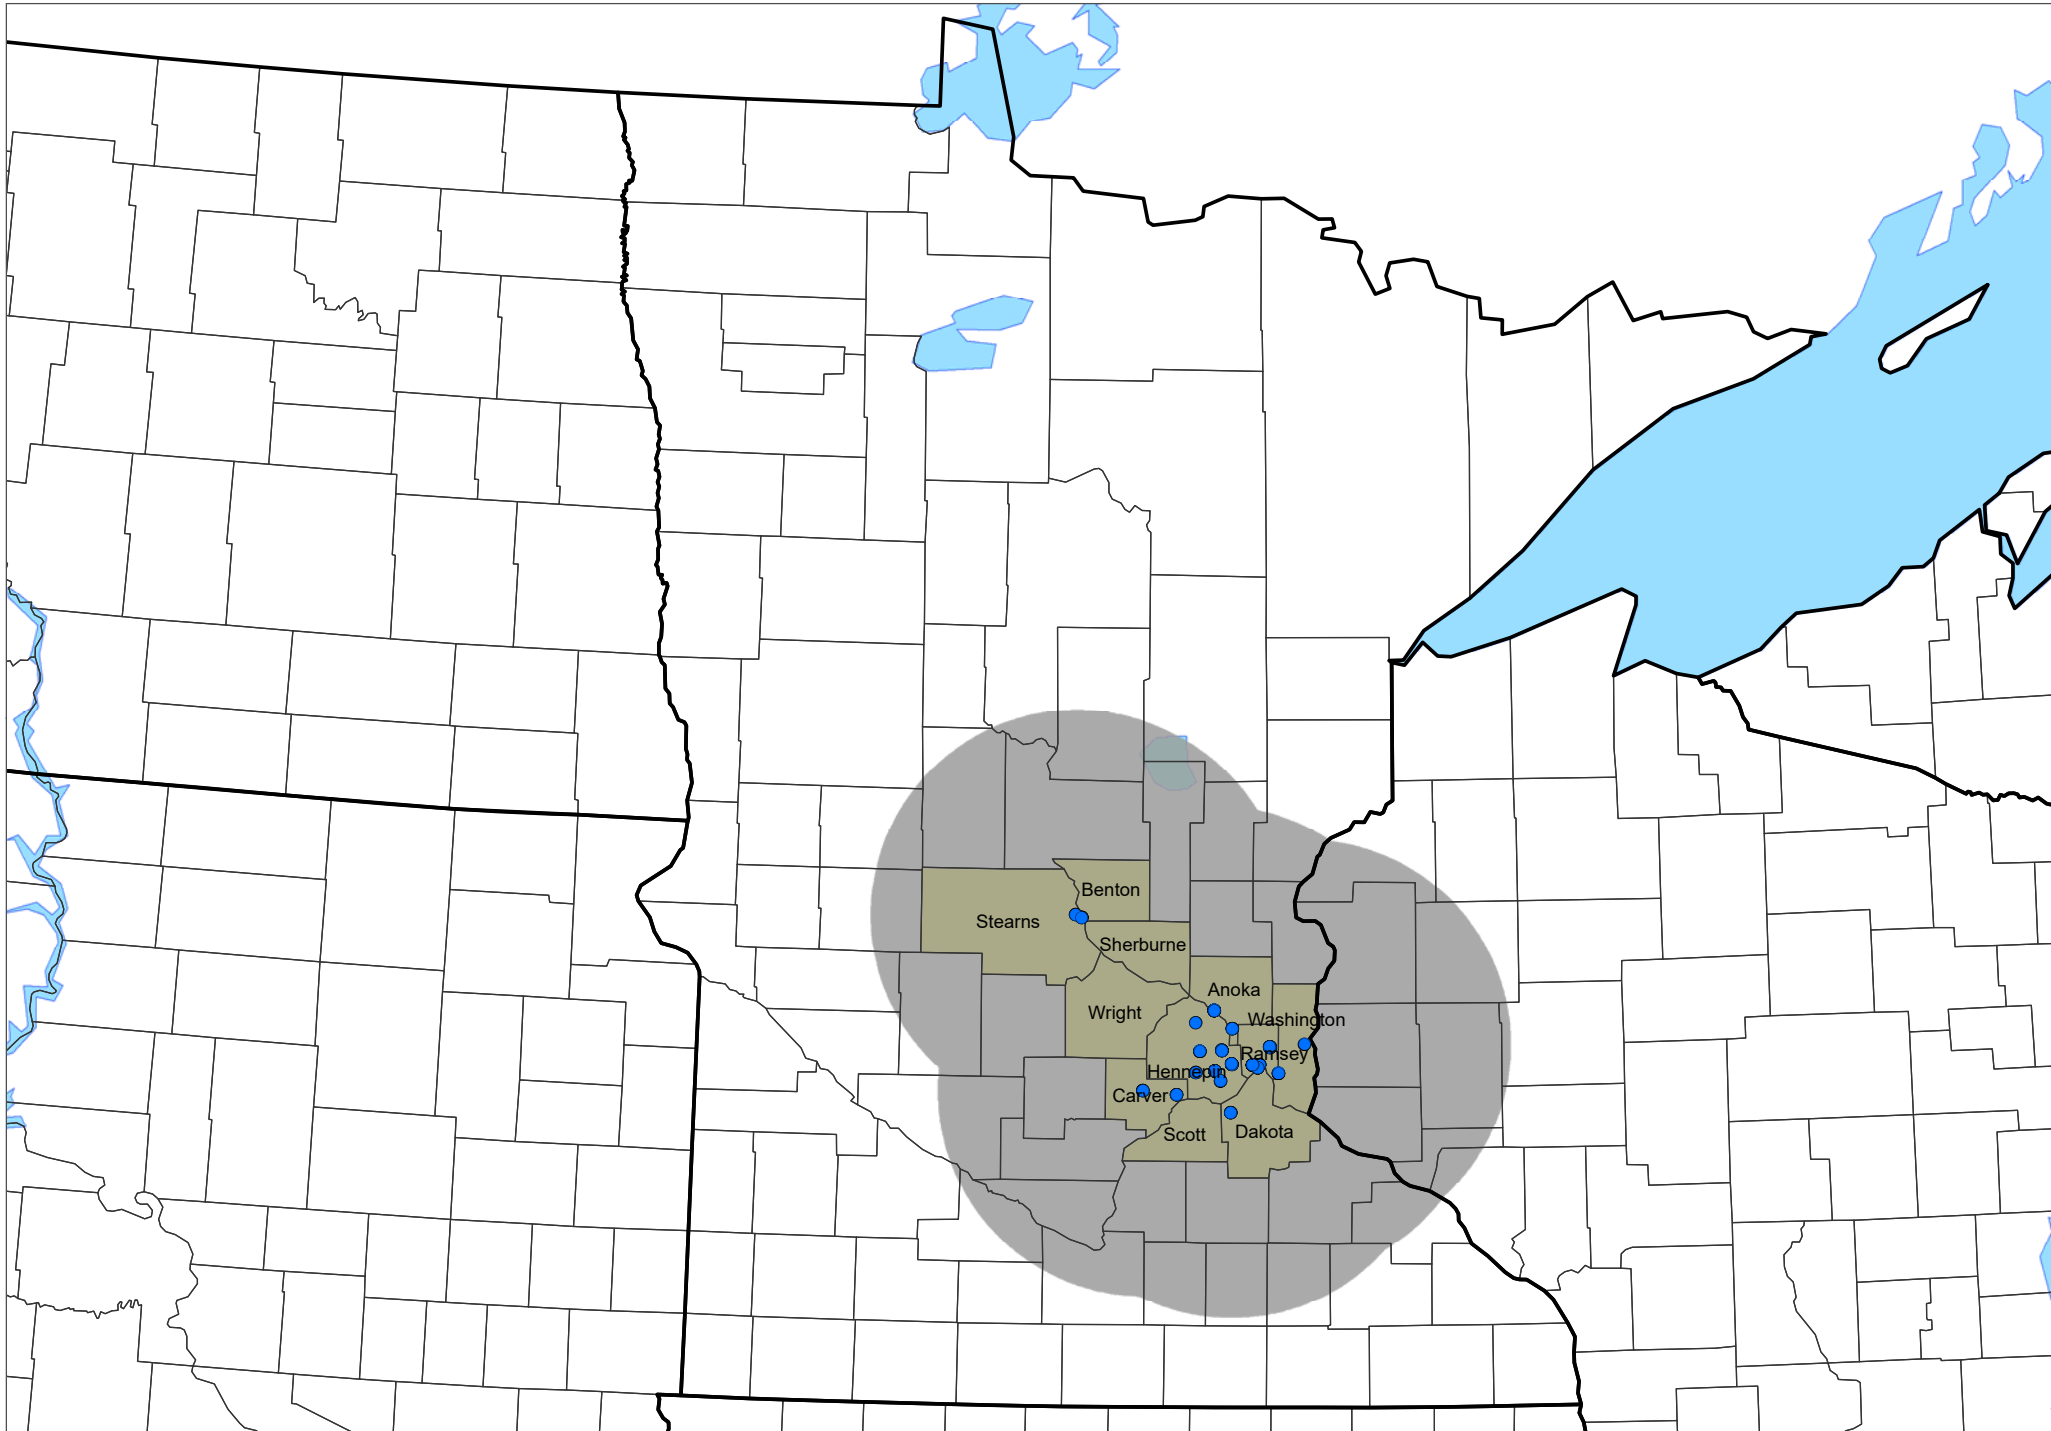 Benton
Stearns
Sherburne
Anoka
Wright
Washington
Ramsey
Hennepin
Carver
Scott
Dakota